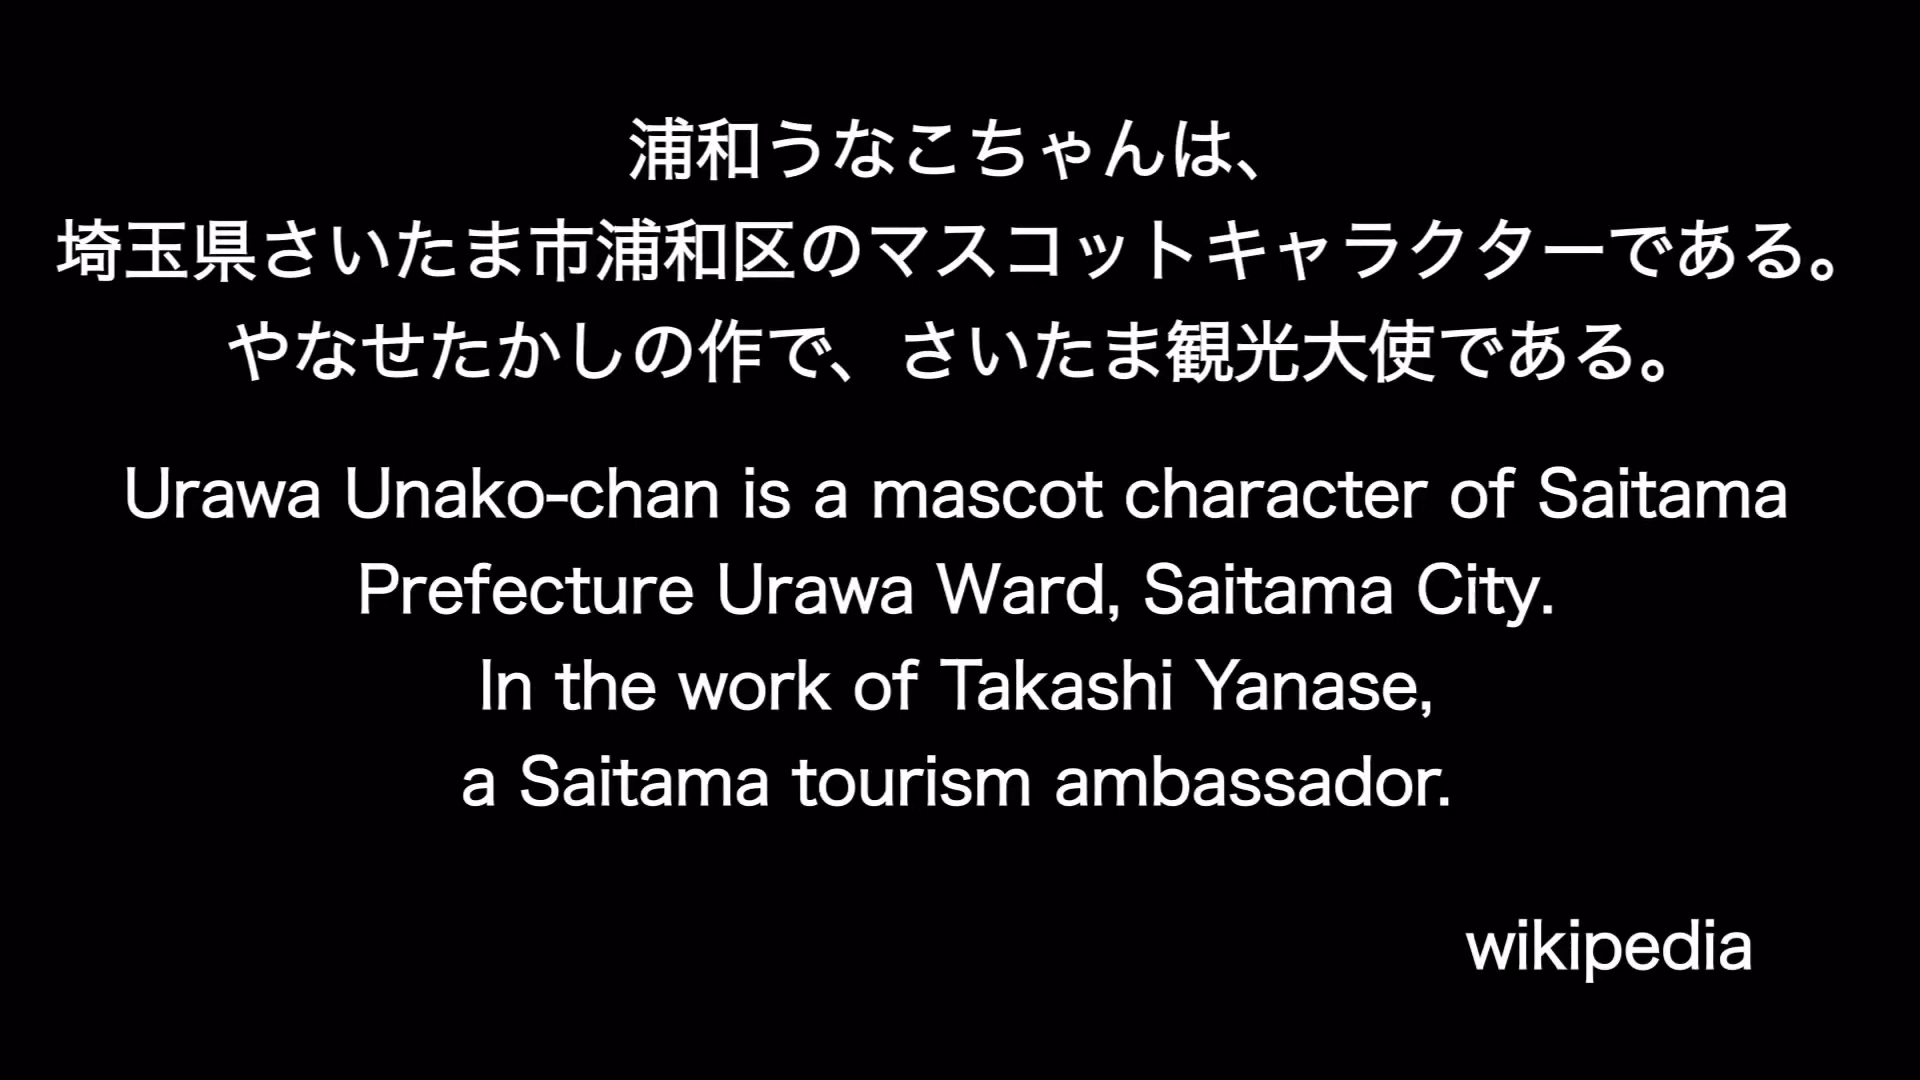 浦和うなこちゃんは、
埼玉県さいたま市浦和区のマスコットキャラクターである。
やなせたかしの作で、さいたま観光大使である。
Urawa Unako-chan is a mascot character of Saitama
Prefecture Urawa Ward, Saitama City.
In the work of Takashi Yanase,
a Saitama tourism ambassador.
wikipedia